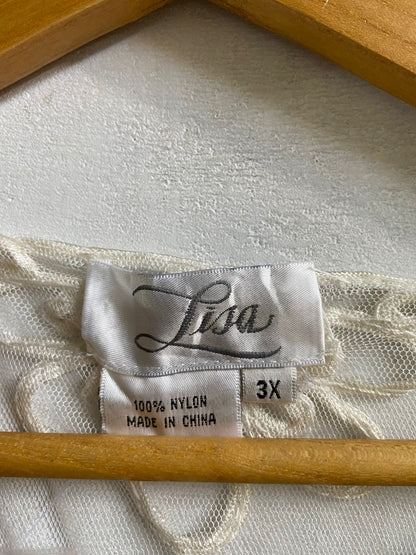 Lisa
3X
100% NYLON
MADE IN CHINA